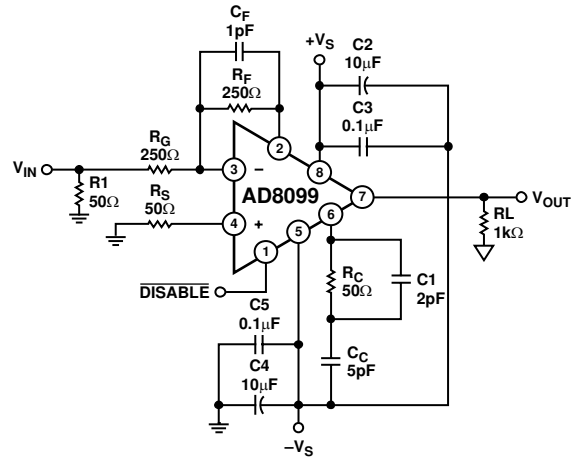 CF
1pF
RF
250Ω
+VS
C2
10μF
C3
0.1μF
VIN
RG
250Ω
R1
50Ω
RS
50Ω
2
3
−
8
AD8099
7
VOUT
4
+
6
5
1
RL
1kΩ
DISABLE
RC
50Ω
C1
2pF
C5
0.1μF
C4
10μF
CC
5pF
−VS